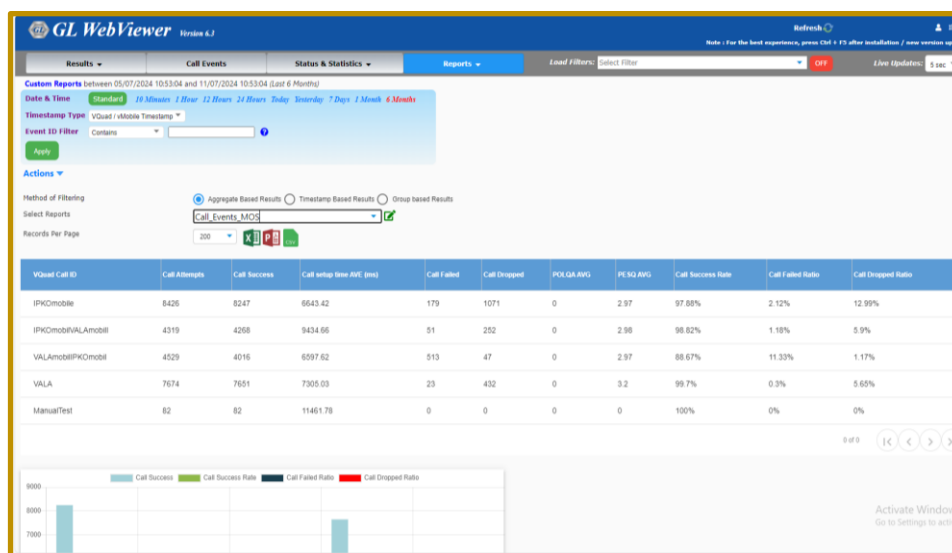 GL WebViewer Version 6.3
Refresh
Note : For the best experience, press Ctrl + F5 after installation / new version up
Results
Call Events
Status & Statistics
Reports
Load Filters: Select Filter
OFF
Live Updates: 5 sec
Custom Reports between 05/07/2024 10:53:04 and 11/07/2024 10:53:04 (Last 6 Months)
Date & Time Standard 10 Minutes 1 Hour 12 Hours 24 Hours Today Yesterday 7 Days 1 Month 6 Months
Timestamp Type VQuad / vMobile Timestamp
Event ID Filter Contains
Apply
Actions
Method of Filtering Aggregate Based Results Timestamp Based Results Group based Results
Select Reports Call_Events_MOS
Records Per Page 200
VQuad Call ID Call Attempts Call Success Call setup time AVE (ms) Call Failed Call Dropped POLQA AVG PESQ AVG Call Success Rate Call Failed Ratio Call Dropped Ratio
IPKOmobile 8426 8247 6643.42 179 1071 0 2.97 97.88% 2.12% 12.99%
IPKOmobilVALAmobil 4319 4268 9434.66 51 252 0 2.98 98.82% 1.18% 5.9%
VALAmobilIPKOmobil 4529 4016 6597.62 513 47 0 2.97 88.67% 11.33% 1.17%
VALA 7674 7651 7305.03 23 432 0 3.2 99.7% 0.3% 5.65%
ManualTest 82 82 11461.78 0 0 0 0 100% 0% 0%
Call Success Call Success Rate Call Failed Ratio Call Dropped Ratio
9000
8000
7000
Activate Window
Go to Settings to acti